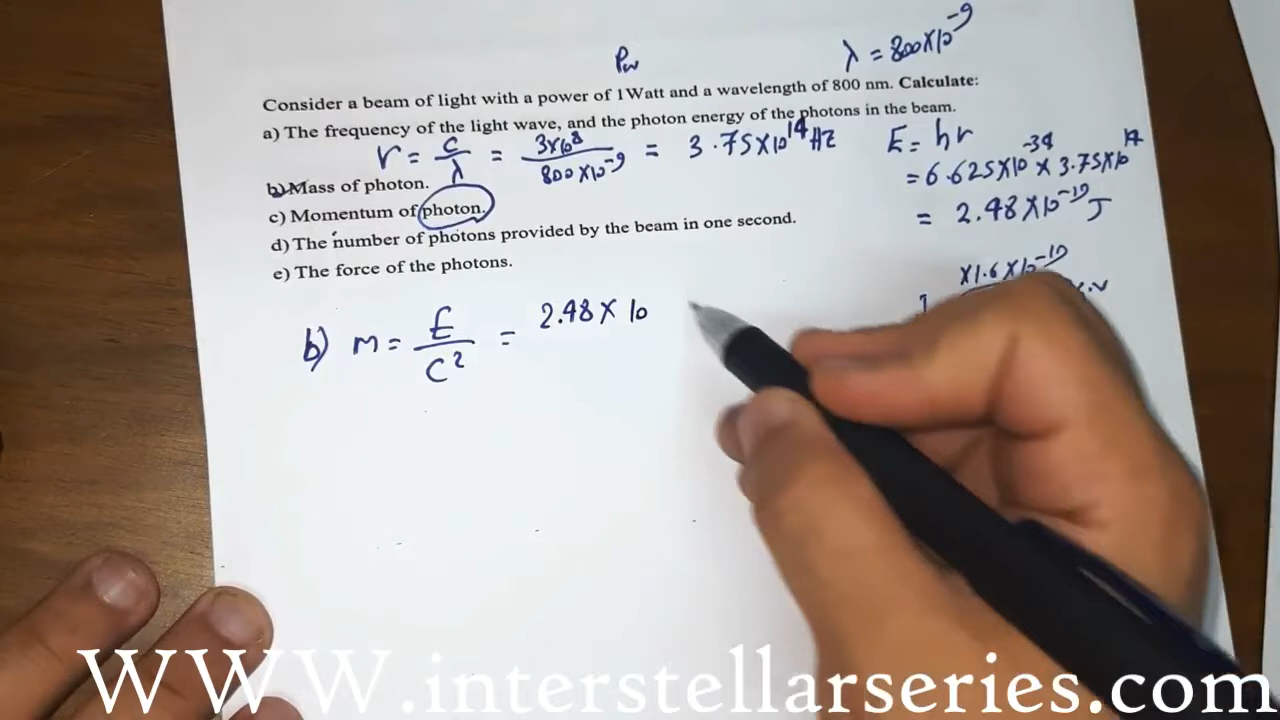 Pw
λ = 800×10⁻⁹
Consider a beam of light with a power of 1Watt and a wavelength of 800 nm. Calculate:
a) The frequency of the light wave, and the photon energy of the photons in the beam.
ν = c/λ = 3×10⁸/800×10⁻⁹ = 3.75×10¹⁴ Hz
E = hν
= 6.625×10⁻³⁴ × 3.75×10¹⁴
= 2.48×10⁻¹⁹ J
b) Mass of photon.
c) Momentum of photon.
d) The number of photons provided by the beam in one second.
e) The force of the photons.
×1.6×10⁻¹⁹
b) m = E/C² = 2.48×10
WWW.interstellarseries.com